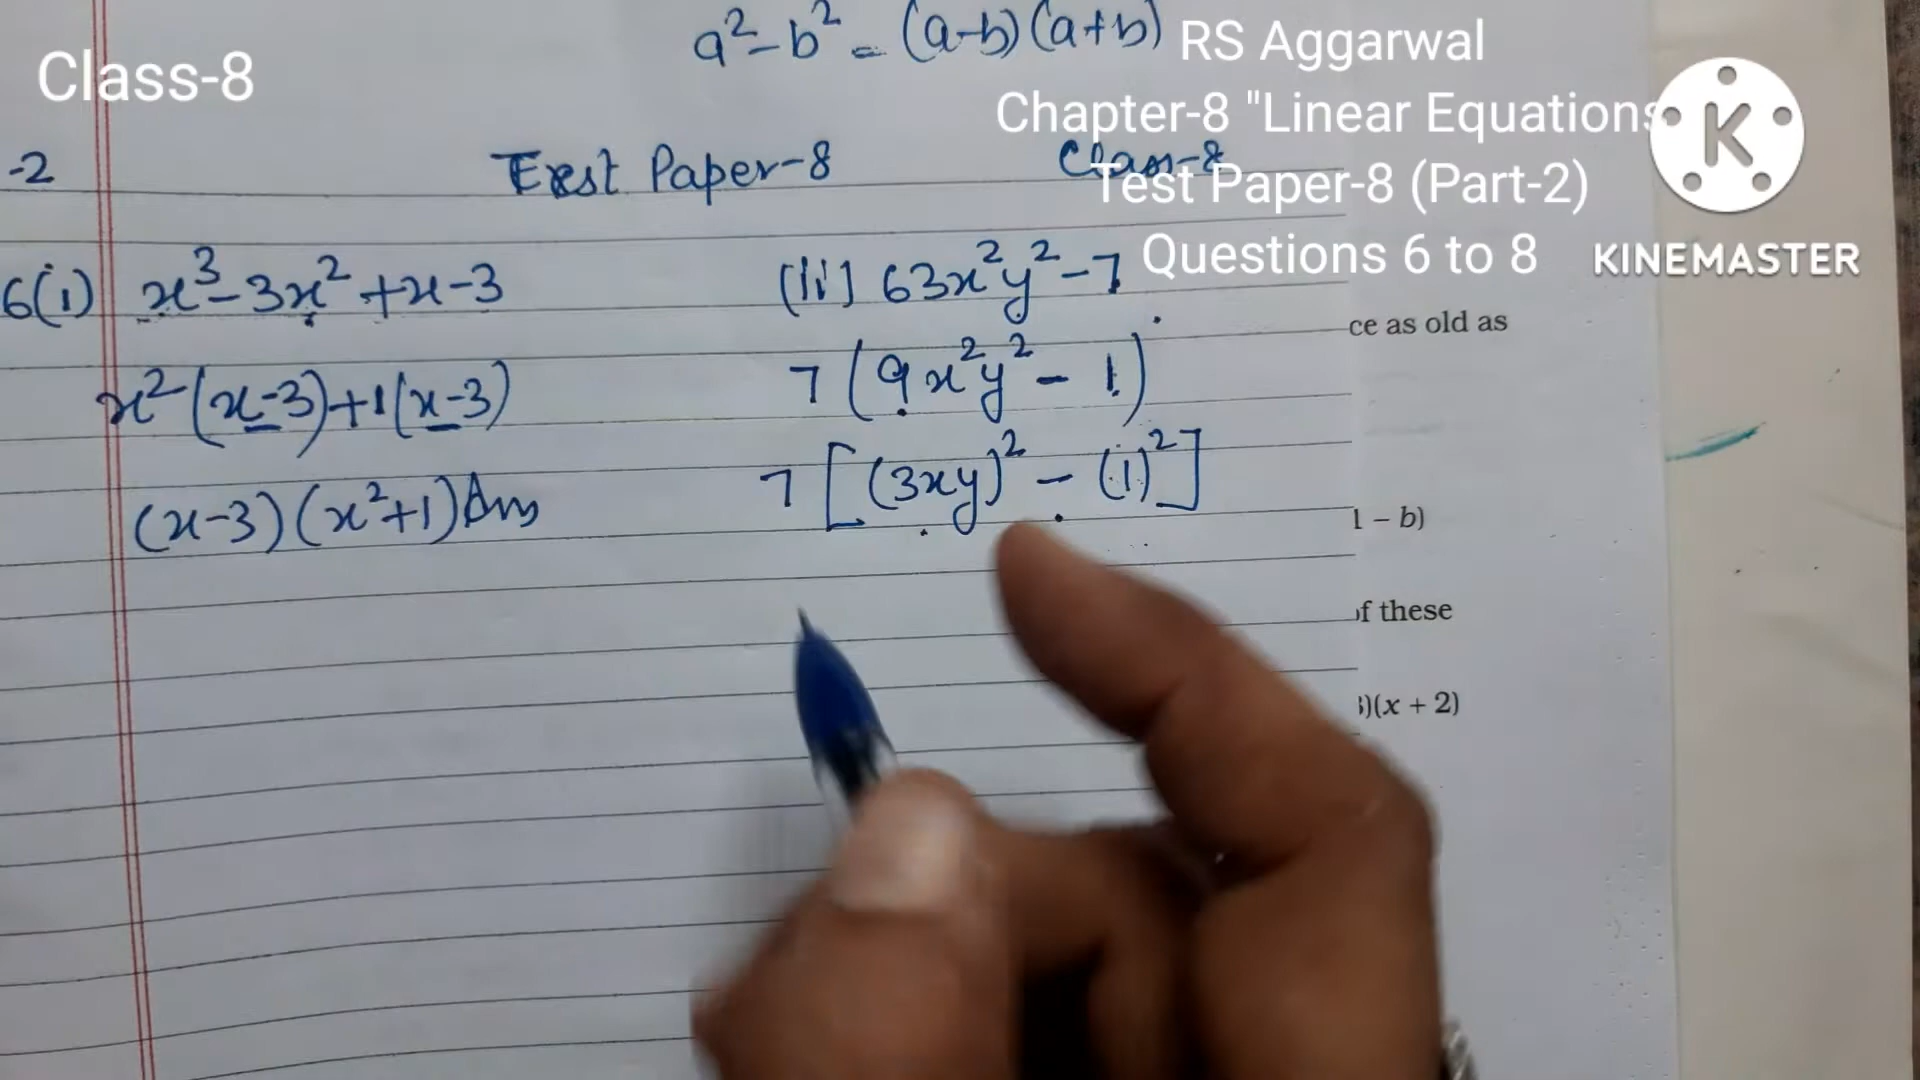 a²-b² = (a-b)(a+b)
Class-8
RS Aggarwal
Chapter-8 "Linear Equations
Test Paper-8 (Part-2)
Questions 6 to 8
KINEMASTER
-2
Test Paper-8
Class-8
6(i) x³-3x²+x-3
x²(x-3)+1(x-3)
(x-3)(x²+1) Ans
(ii) 63x²y²-7
7(9x²y² - 1)
7[(3xy)² - (1)²]
ce as old as
1 – b)
of these
)(x + 2)